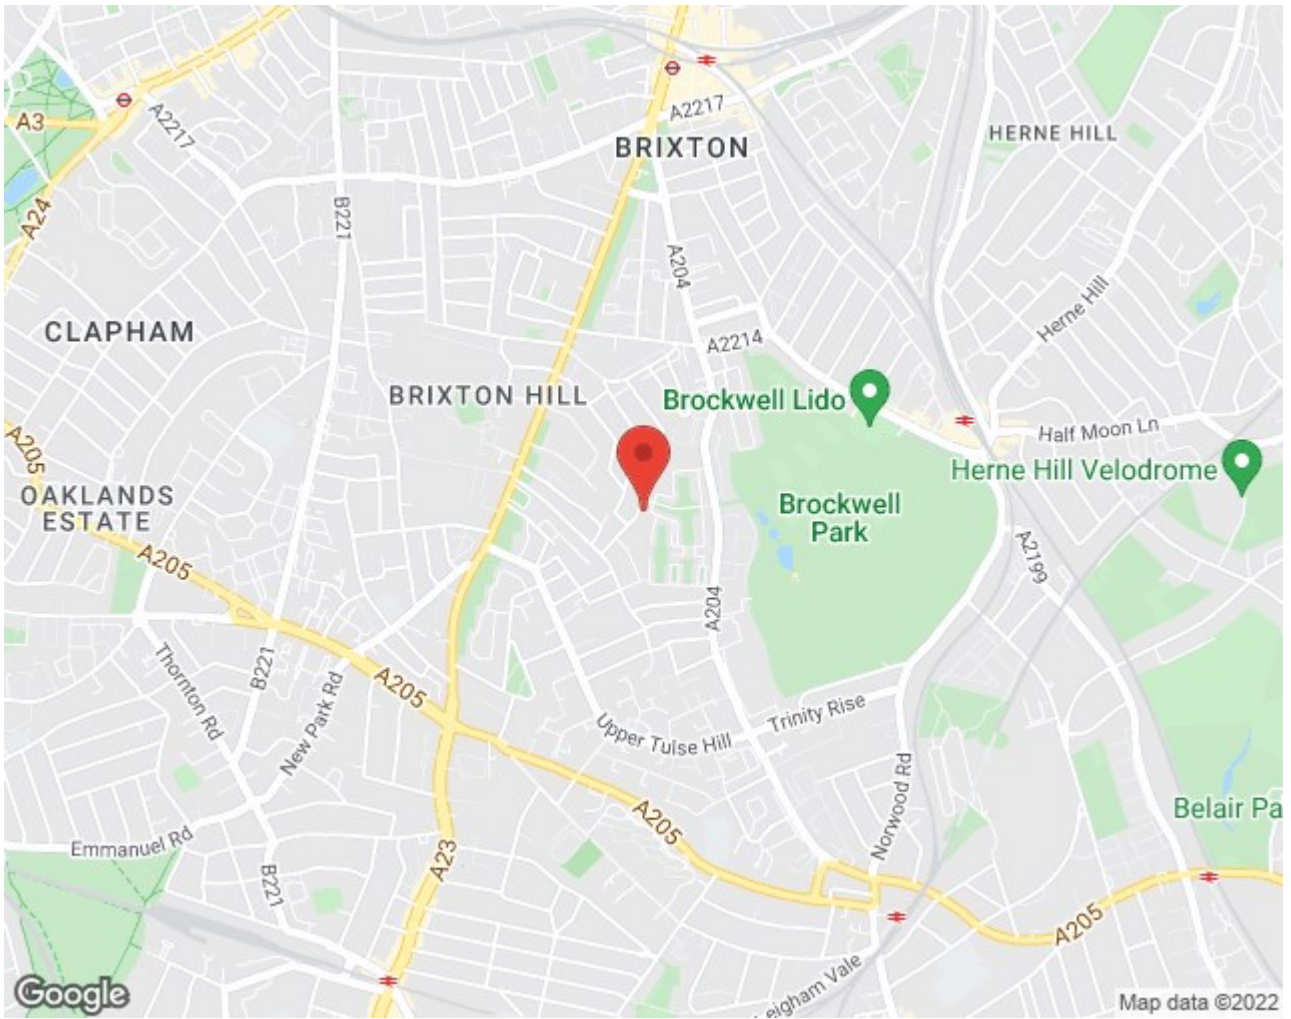 A2217
BRIXTON
HERNE HILL
A3
A2217
A24
B221
A204
CLAPHAM
Herne Hill
A2214
BRIXTON HILL
Brockwell Lido
Half Moon Ln
A205
Herne Hill Velodrome
OAKLANDS
ESTATE
Brockwell
Park
A205
A2199
A204
Thornton Rd
B221
New Park Rd
A205
Upper Tulse Hill
Trinity Rise
Norwood Rd
Belair Pa
A205
Emmanuel Rd
A23
B221
A205
eigham Vale
Google
Map data ©2022